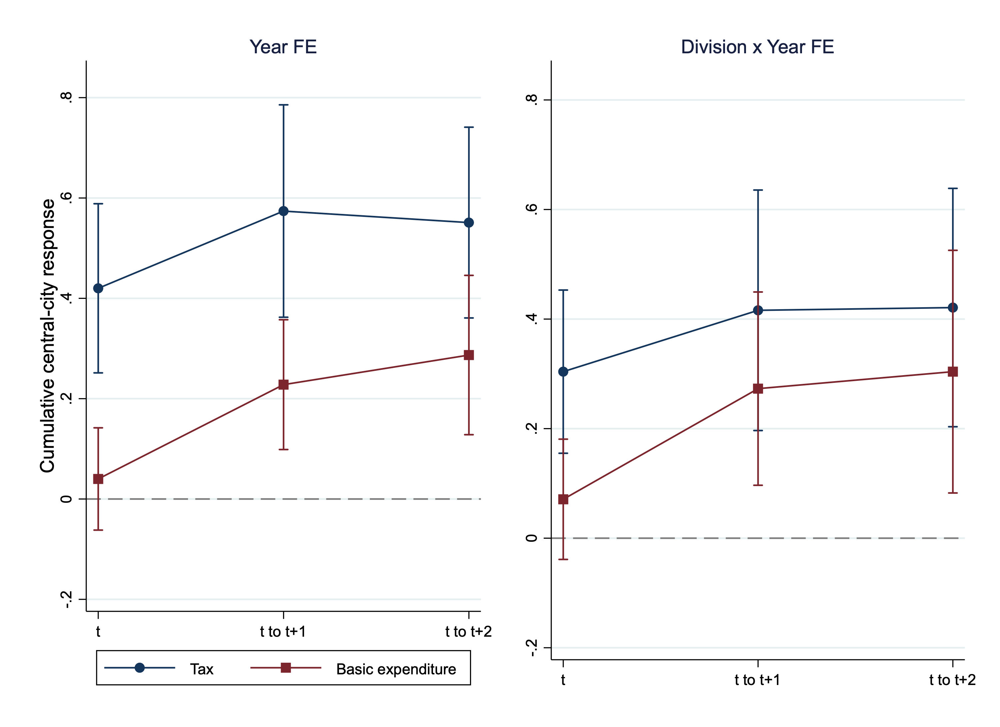 Year FE
Cumulative central-city response
.8
.6
.4
.2
0
-.2
t
t to t+1
t to t+2
Tax
Basic expenditure
Division x Year FE
.8
.6
.4
.2
0
-.2
t
t to t+1
t to t+2